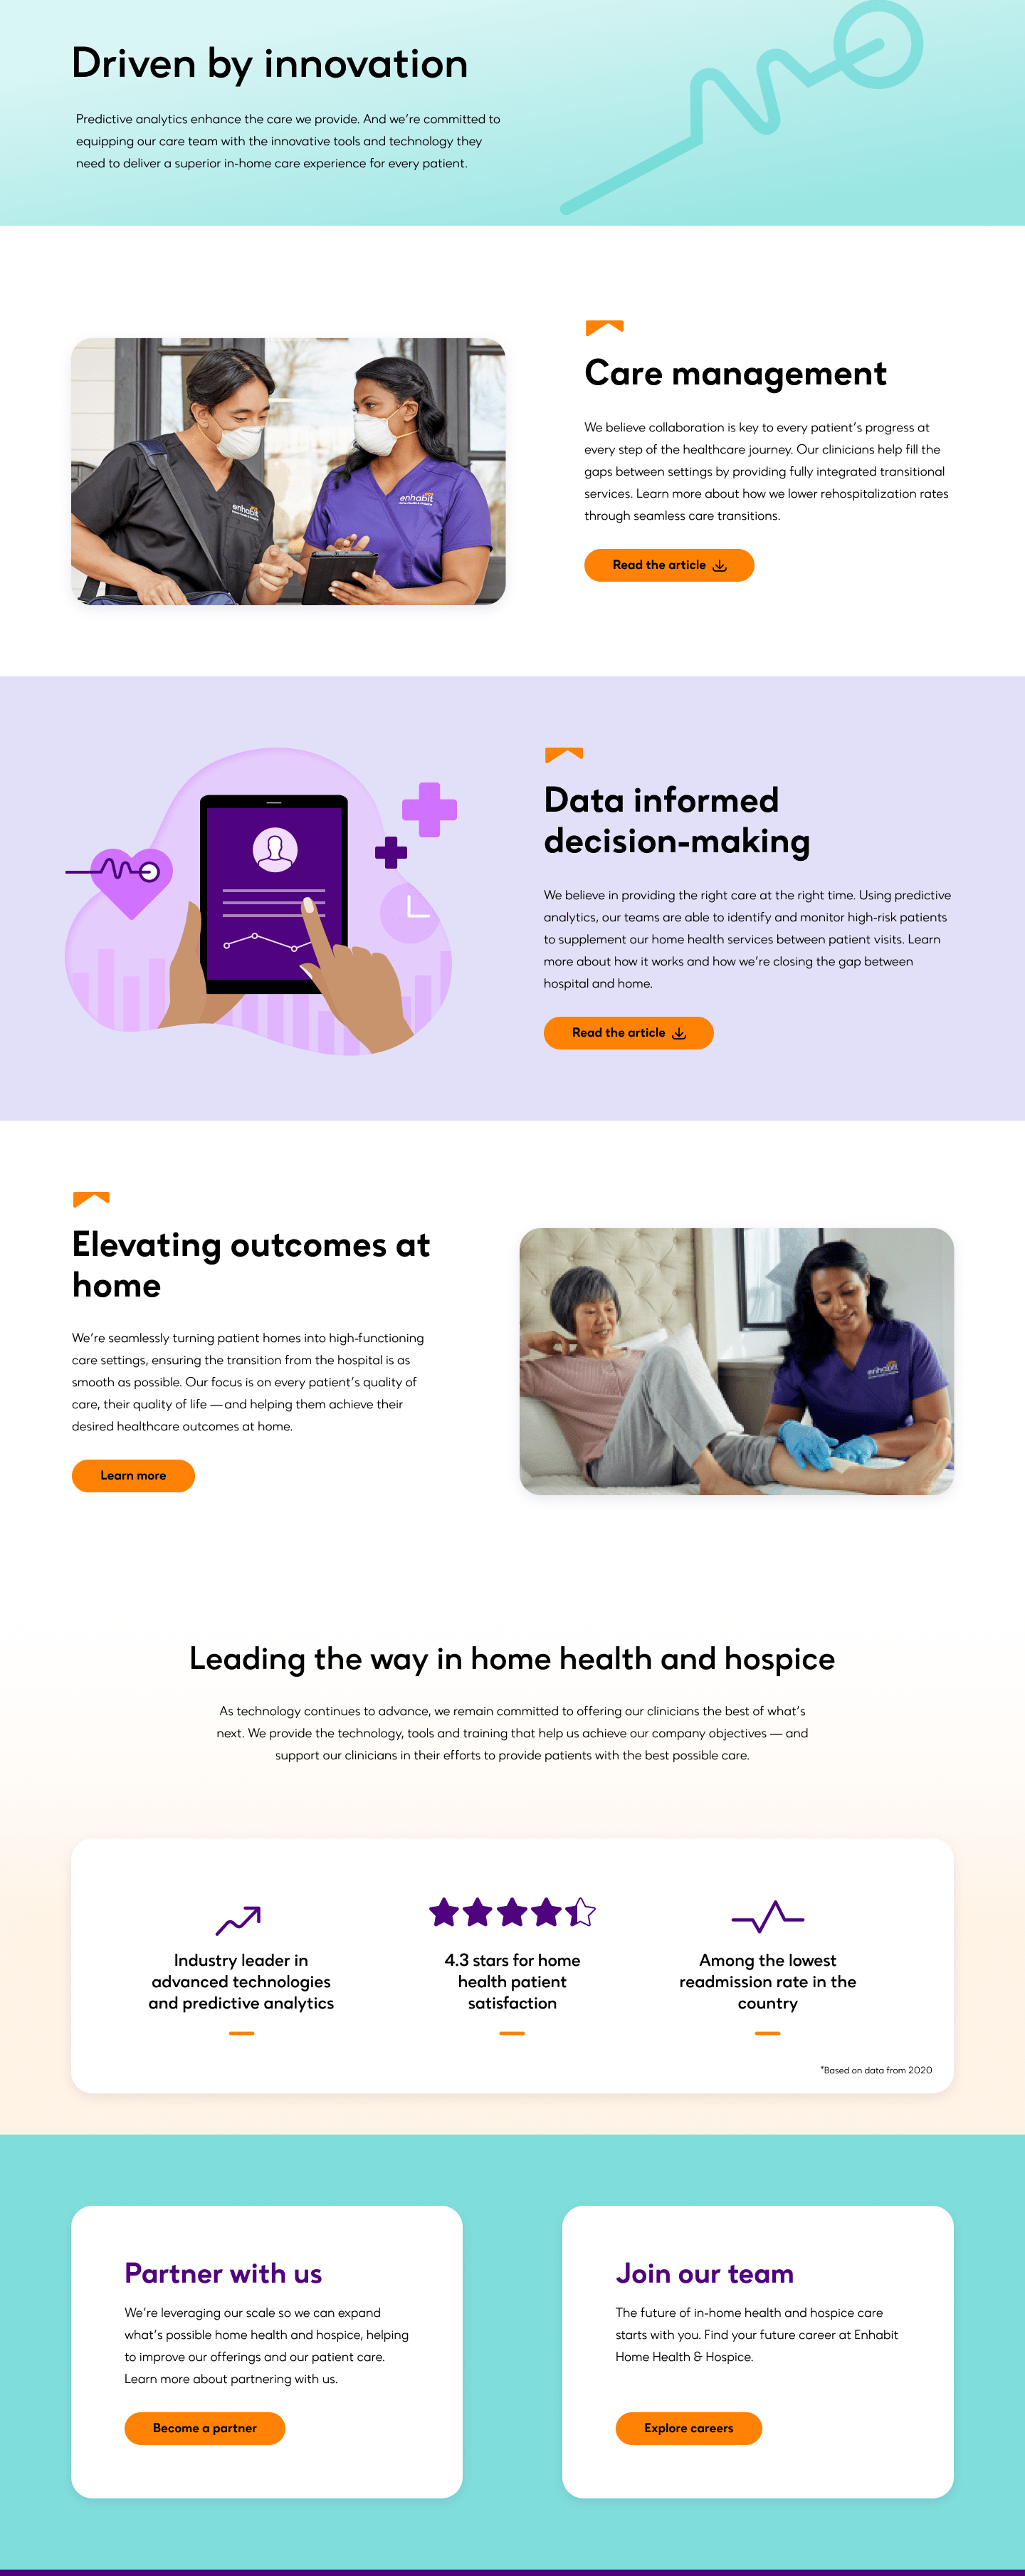 Driven by innovation
Predictive analytics enhance the care we provide. And we're committed to
equipping our care team with the innovative tools and technology they
need to deliver a superior in-home care experience for every patient.
enhabit
enhabit
Care management
We believe collaboration is key to every patient's progress at
every step of the healthcare journey. Our clinicians help fill the
gaps between settings by providing fully integrated transitional
services. Learn more about how we lower rehospitalization rates
through seamless care transitions.
Read the article
Data informed
decision-making
We believe in providing the right care at the right time. Using predictive
analytics, our teams are able to identify and monitor high-risk patients
to supplement our home health services between patient visits. Learn
more about how it works and how we're closing the gap between
hospital and home.
Read the article
Elevating outcomes at
home
We're seamlessly turning patient homes into high-functioning
care settings, ensuring the transition from the hospital is as
smooth as possible. Our focus is on every patient's quality of
care, their quality of life —and helping them achieve their
desired healthcare outcomes at home.
Learn more
enhabit
Leading the way in home health and hospice
As technology continues to advance, we remain committed to offering our clinicians the best of what's
next. We provide the technology, tools and training that help us achieve our company objectives — and
support our clinicians in their efforts to provide patients with the best possible care.
Industry leader in
advanced technologies
and predictive analytics
4.3 stars for home
health patient
satisfaction
Among the lowest
readmission rate in the
country
*Based on data from 2020
Partner with us
We're leveraging our scale so we can expand
what's possible home health and hospice, helping
to improve our offerings and our patient care.
Learn more about partnering with us.
Become a partner
Join our team
The future of in-home health and hospice care
starts with you. Find your future career at Enhabit
Home Health & Hospice.
Explore careers